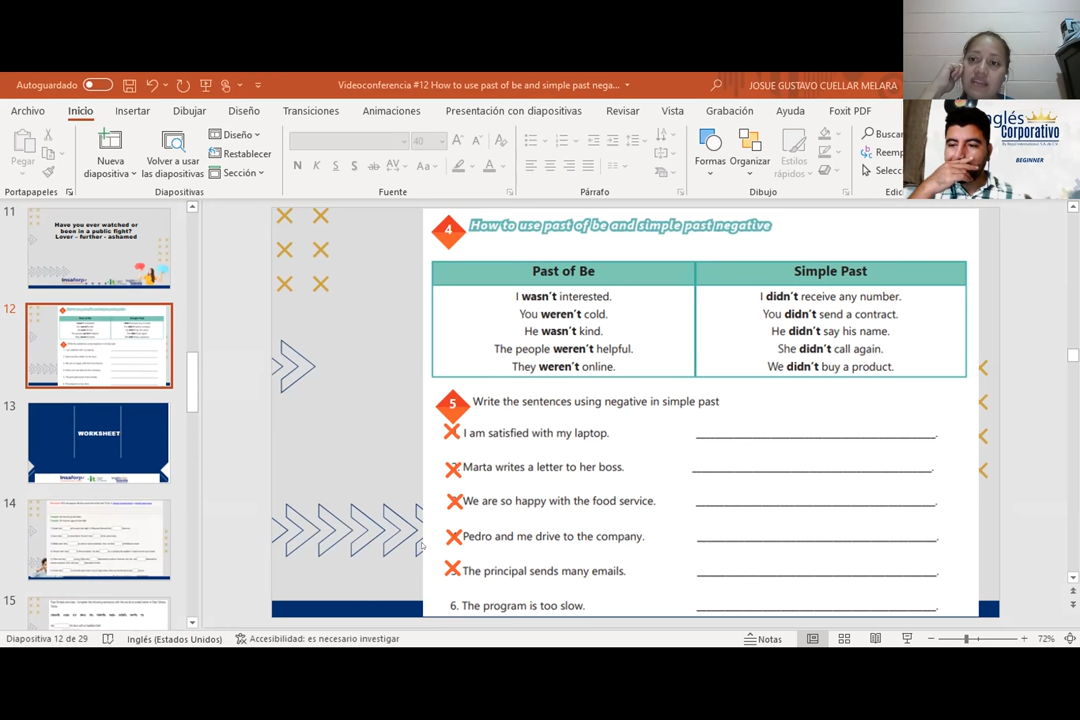 Autoguardado
Videoconferencia #12 How to use past of be and simple past nega...
JOSUE GUSTAVO CUELLAR MELARA
Archivo Inicio Insertar Dibujar Diseño Transiciones Animaciones Presentación con diapositivas Revisar Vista Grabación Ayuda Foxit PDF
Pegar
Nueva diapositiva
Volver a usar las diapositivas
Diseño
Restablecer
Sección
40
N K S S ab AV Aa
Formas
Organizar
Estilos rápidos
Buscar
Reemp
Selecc
Portapapeles Diapositivas Fuente Párrafo Dibujo Edic
Inglés
Corporativo
BEGINNER
11
Have you ever watched or
been in a public fight?
Lover – further - ashamed
12
13
WORKSHEET
14
15
4
How to use past of be and simple past negative
Past of Be Simple Past
I wasn't interested. I didn't receive any number.
You weren't cold. You didn't send a contract.
He wasn't kind. He didn't say his name.
The people weren't helpful. She didn't call again.
They weren't online. We didn't buy a product.
5 Write the sentences using negative in simple past
I am satisfied with my laptop.
Marta writes a letter to her boss.
We are so happy with the food service.
Pedro and me drive to the company.
The principal sends many emails.
6. The program is too slow.
Diapositiva 12 de 29 Inglés (Estados Unidos) Accesibilidad: es necesario investigar Notas 72%